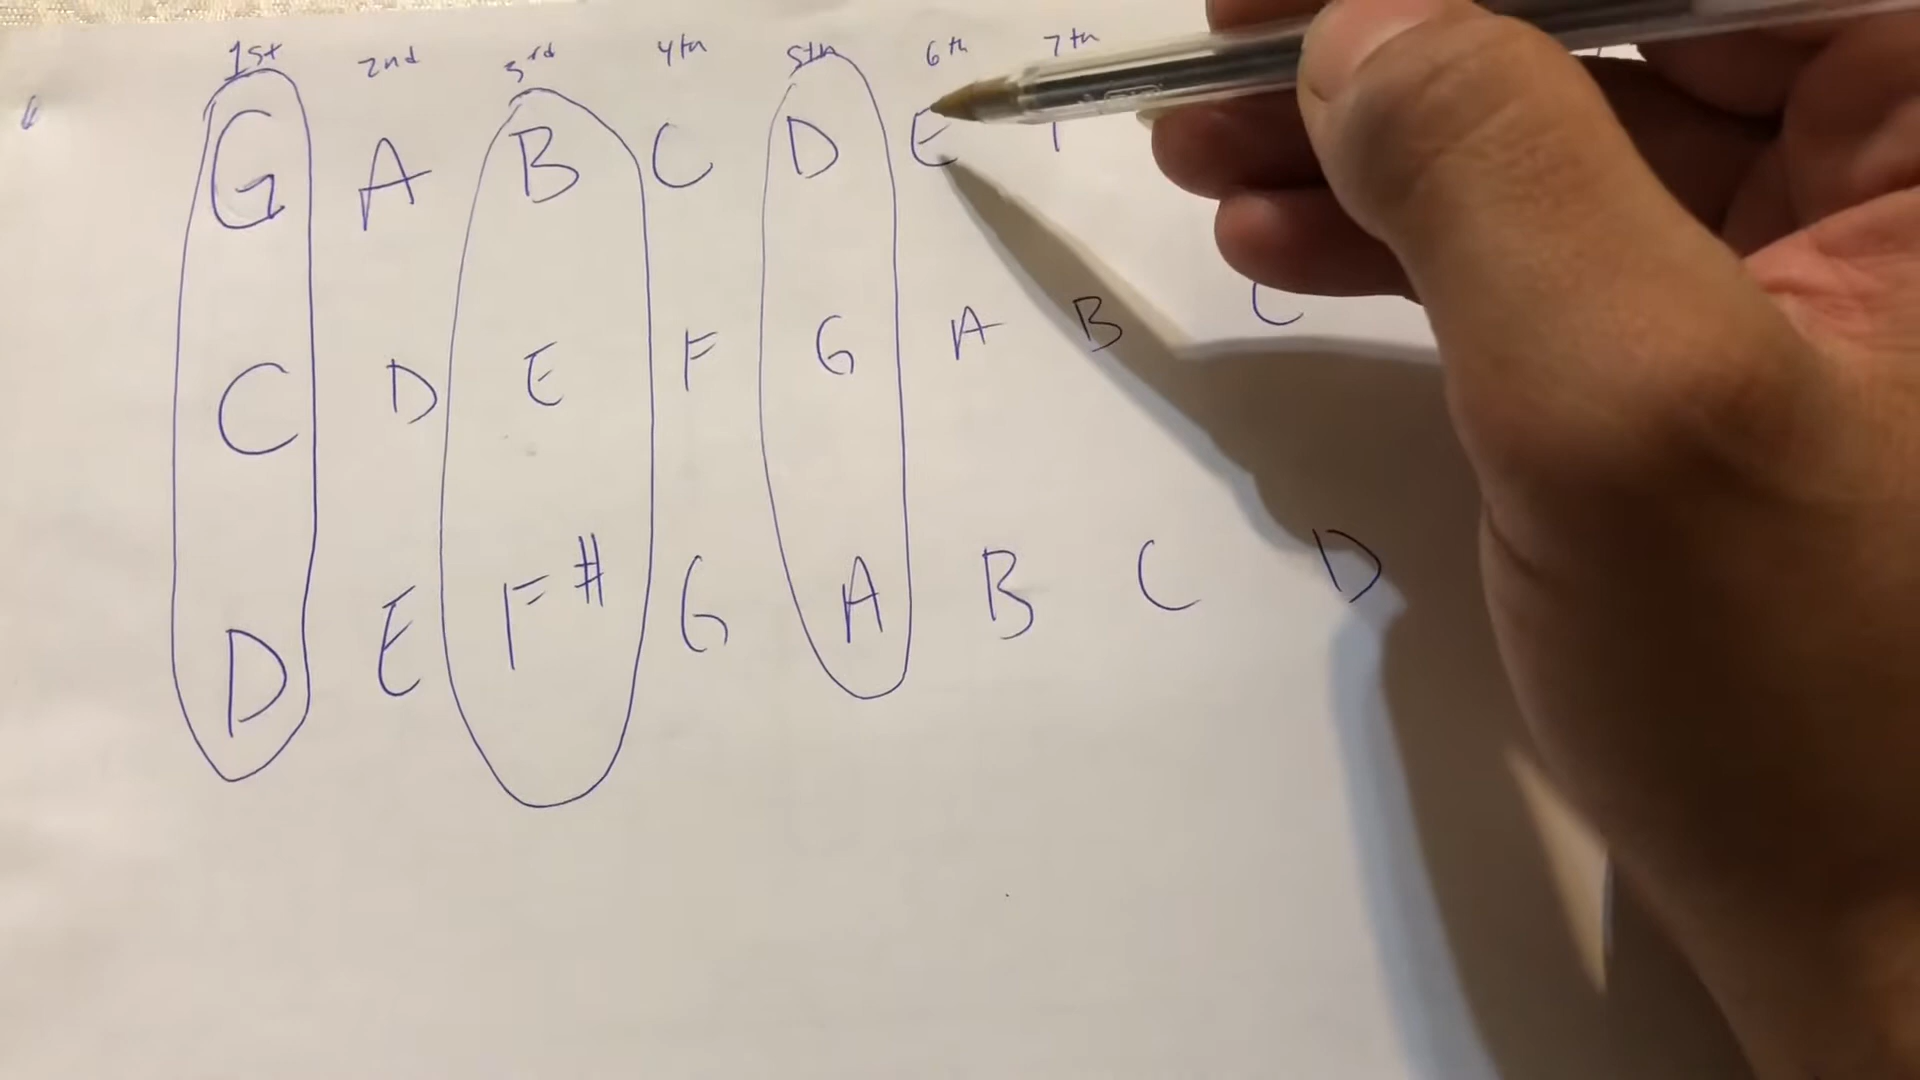 1st 2nd 3rd 4th 5th 6th 7th
G A B C D E
C D E F G A B C
D E F# G A B C D